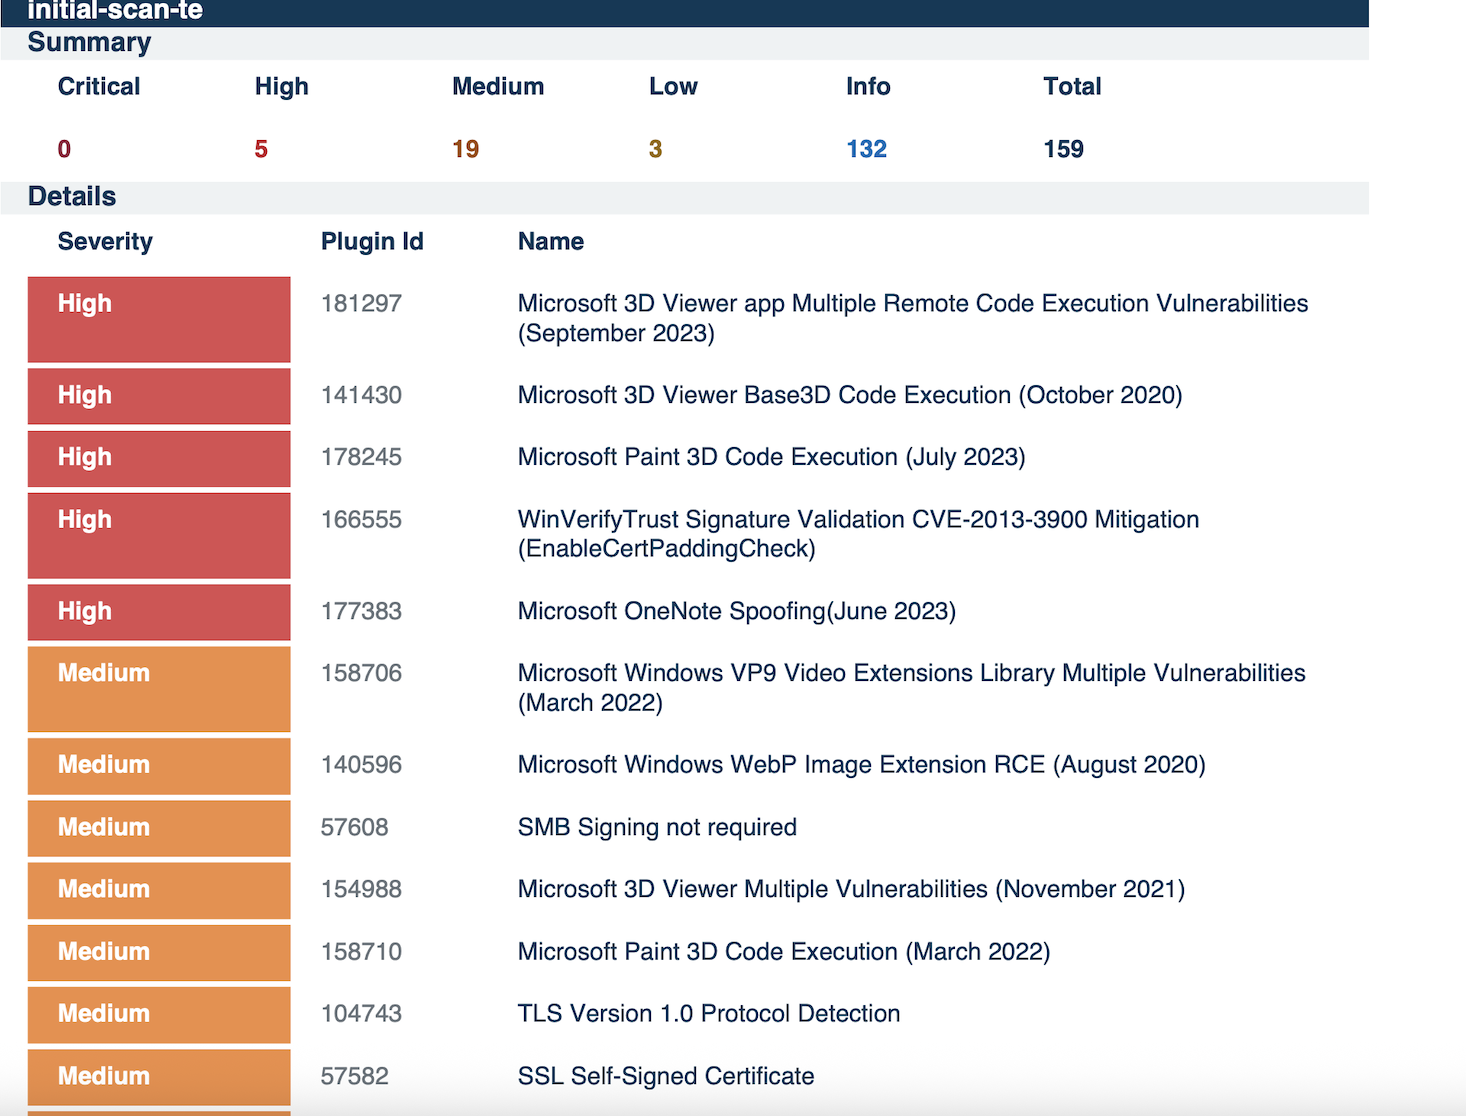 initial-scan-te
Summary
Critical High Medium Low Info Total
0 5 19 3 132 159
Details
Severity Plugin Id Name
High 181297 Microsoft 3D Viewer app Multiple Remote Code Execution Vulnerabilities
(September 2023)
High 141430 Microsoft 3D Viewer Base3D Code Execution (October 2020)
High 178245 Microsoft Paint 3D Code Execution (July 2023)
High 166555 WinVerifyTrust Signature Validation CVE-2013-3900 Mitigation
(EnableCertPaddingCheck)
High 177383 Microsoft OneNote Spoofing(June 2023)
Medium 158706 Microsoft Windows VP9 Video Extensions Library Multiple Vulnerabilities
(March 2022)
Medium 140596 Microsoft Windows WebP Image Extension RCE (August 2020)
Medium 57608 SMB Signing not required
Medium 154988 Microsoft 3D Viewer Multiple Vulnerabilities (November 2021)
Medium 158710 Microsoft Paint 3D Code Execution (March 2022)
Medium 104743 TLS Version 1.0 Protocol Detection
Medium 57582 SSL Self-Signed Certificate